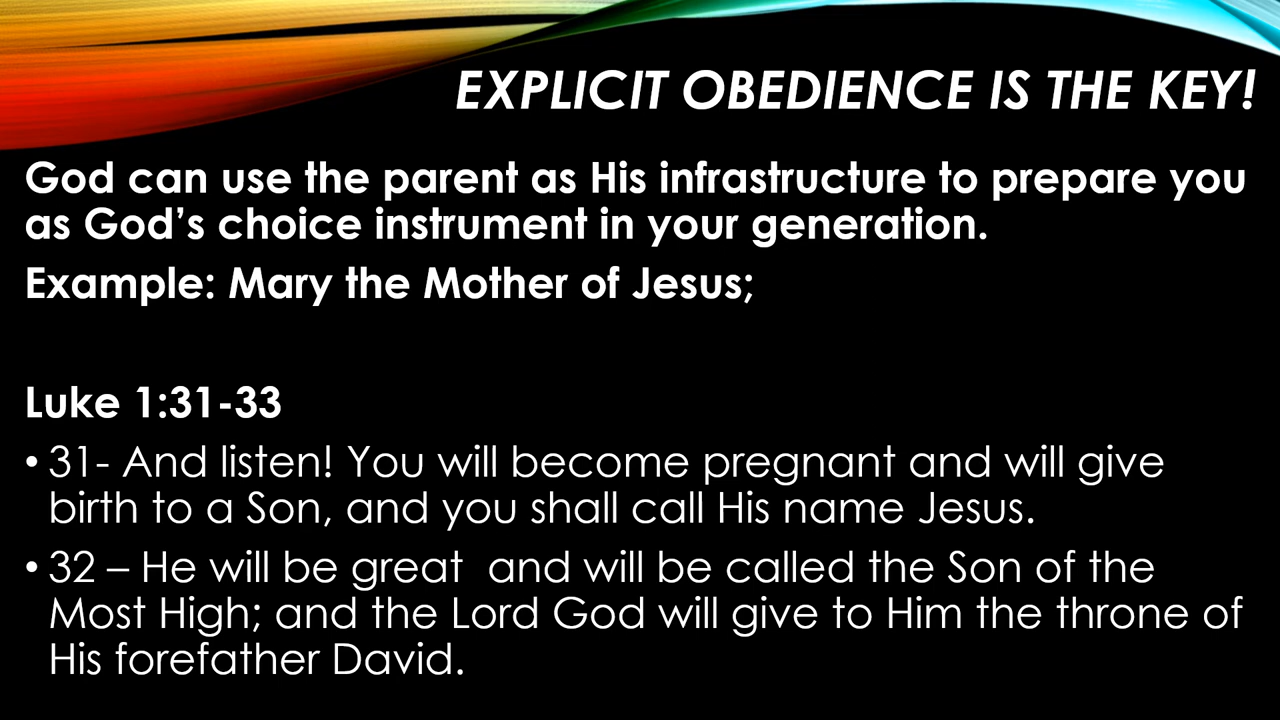 EXPLICIT OBEDIENCE IS THE KEY!
God can use the parent as His infrastructure to prepare you
as God’s choice instrument in your generation.
Example: Mary the Mother of Jesus;
Luke 1:31-33
• 31- And listen! You will become pregnant and will give
birth to a Son, and you shall call His name Jesus.
• 32 – He will be great  and will be called the Son of the
Most High; and the Lord God will give to Him the throne of
His forefather David.